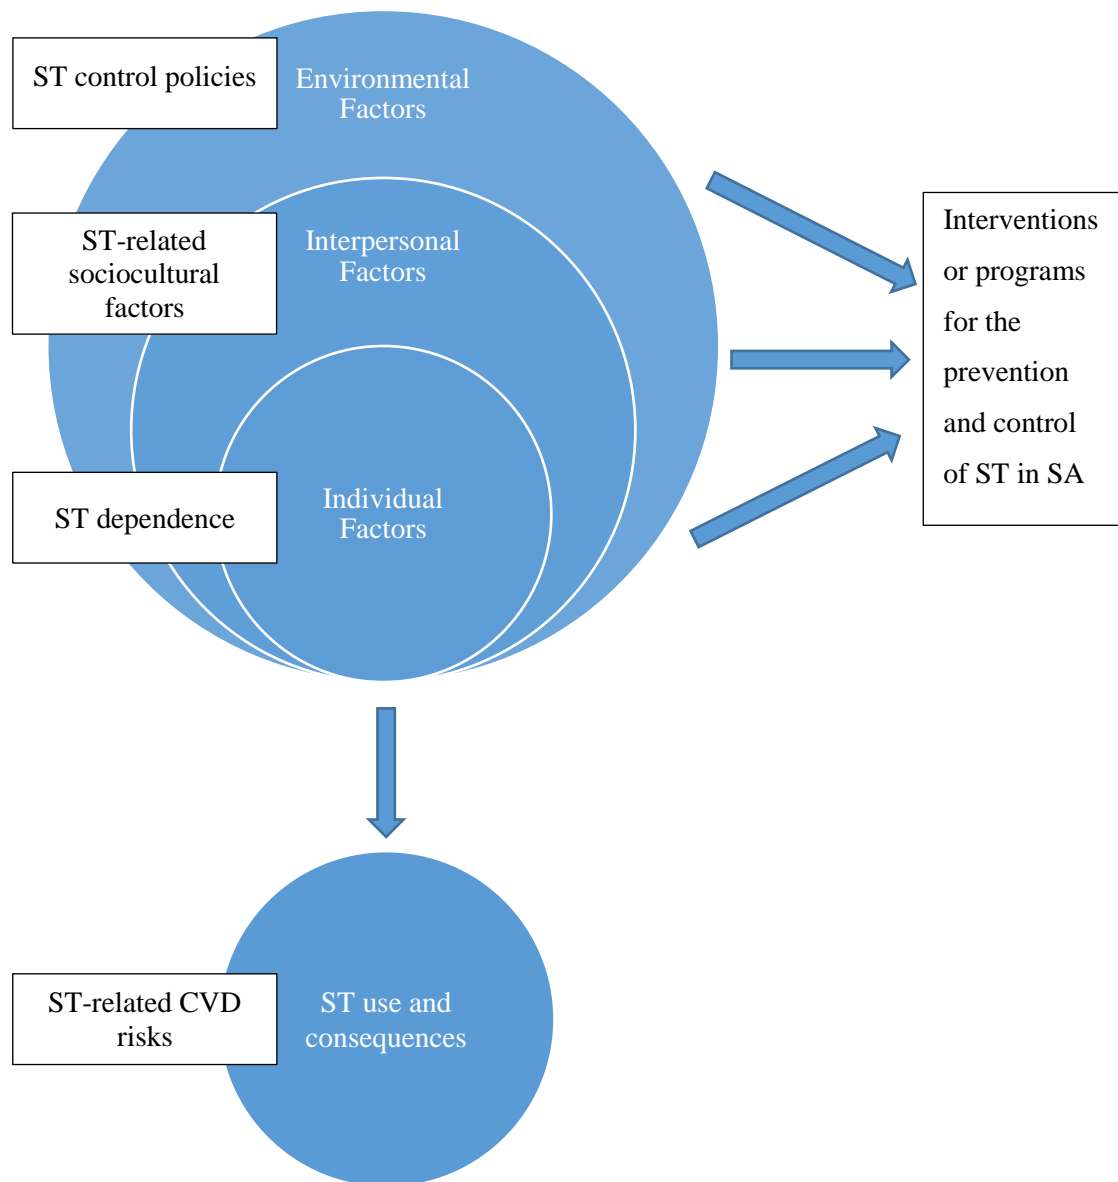 ST control policies
Environmental
Factors
ST-related
sociocultural
factors
Interpersonal
Factors
Interventions
or programs
for the
prevention
and control
of ST in SA
ST dependence
Individual
Factors
ST-related CVD
risks
ST use and
consequences